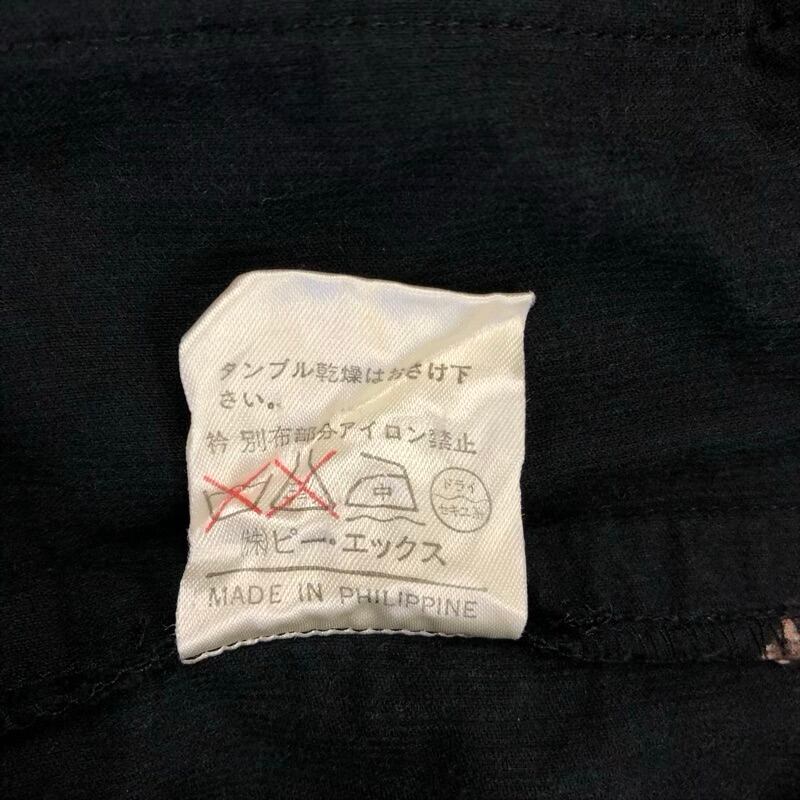 タンブル乾燥はおさけ下
さい。
衿 別布部分アイロン禁止
中 ドライ
セキユ系
㈱ピー・エックス
MADE IN PHILIPPINE